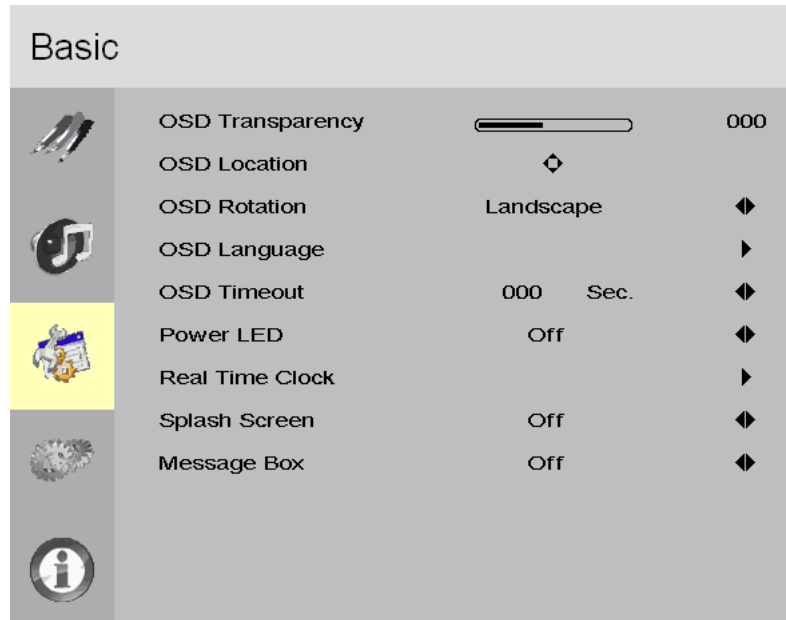 Basic
OSD Transparency 000
OSD Location
OSD Rotation Landscape
OSD Language
OSD Timeout 000 Sec.
Power LED Off
Real Time Clock
Splash Screen Off
Message Box Off